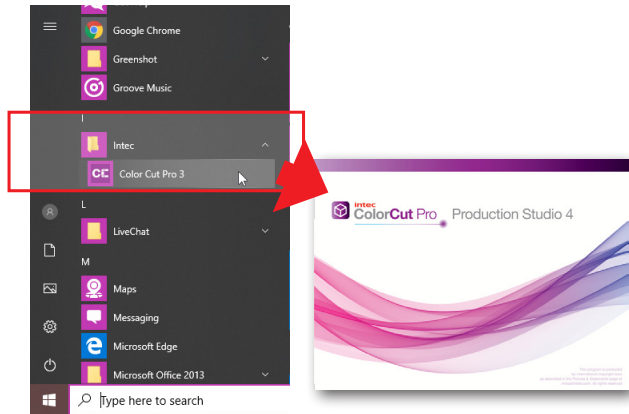 Google Chrome
Greenshot
Groove Music
I
Intec
CE Color Cut Pro 3
L
LiveChat
M
Maps
Messaging
Microsoft Edge
Microsoft Office 2013
Type here to search
intec
ColorCut Pro Production Studio 4